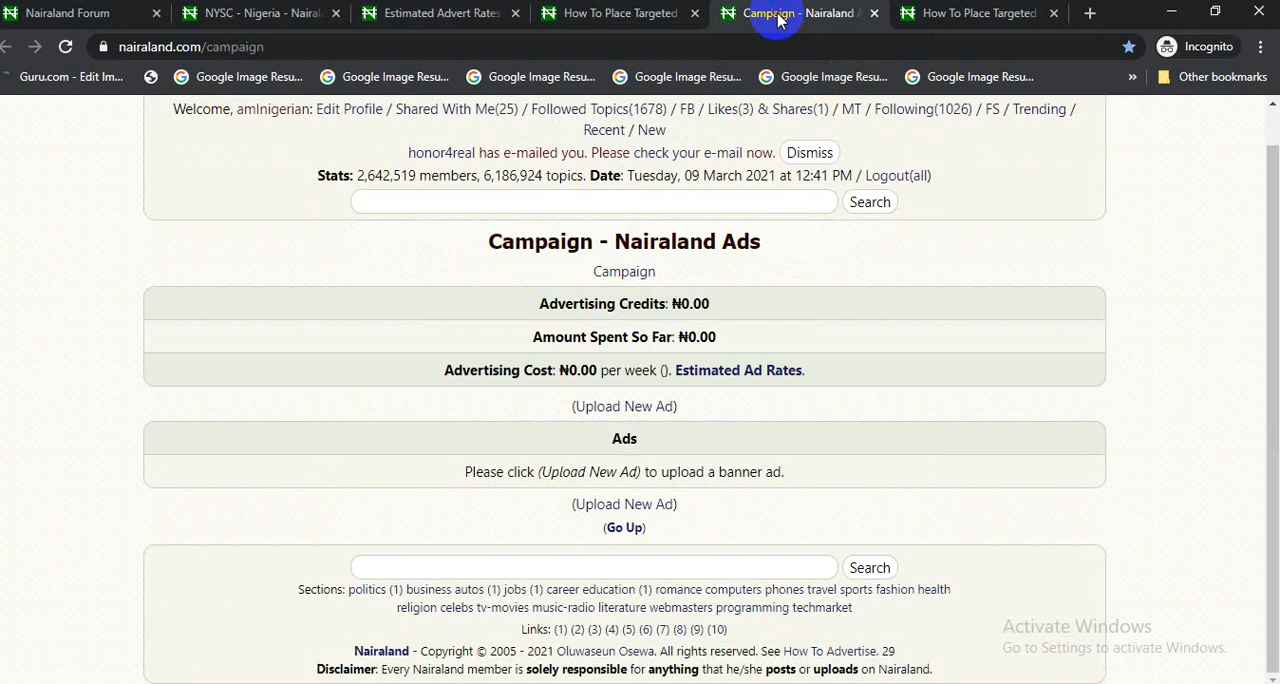 Nairaland Forum
NYSC - Nigeria - Nairal
Estimated Advert Rates
How To Place Targeted
Campaign - Nairaland A
How To Place Targeted
nairaland.com/campaign
Incognito
Guru.com - Edit Im...
Google Image Resu...
Google Image Resu...
Google Image Resu...
Google Image Resu...
Google Image Resu...
Google Image Resu...
»
Other bookmarks
Welcome, amInigerian: Edit Profile / Shared With Me(25) / Followed Topics(1678) / FB / Likes(3) & Shares(1) / MT / Following(1026) / FS / Trending /
Recent / New
honor4real has e-mailed you. Please check your e-mail now. Dismiss
Stats: 2,642,519 members, 6,186,924 topics. Date: Tuesday, 09 March 2021 at 12:41 PM / Logout(all)
Search
Campaign - Nairaland Ads
Campaign
Advertising Credits: ₦0.00
Amount Spent So Far: ₦0.00
Advertising Cost: ₦0.00 per week (). Estimated Ad Rates.
(Upload New Ad)
Ads
Please click (Upload New Ad) to upload a banner ad.
(Upload New Ad)
(Go Up)
Search
Sections: politics (1) business autos (1) jobs (1) career education (1) romance computers phones travel sports fashion health
religion celebs tv-movies music-radio literature webmasters programming techmarket
Links: (1) (2) (3) (4) (5) (6) (7) (8) (9) (10)
Nairaland - Copyright © 2005 - 2021 Oluwaseun Osewa. All rights reserved. See How To Advertise. 29
Disclaimer: Every Nairaland member is solely responsible for anything that he/she posts or uploads on Nairaland.
Activate Windows
Go to Settings to activate Windows.